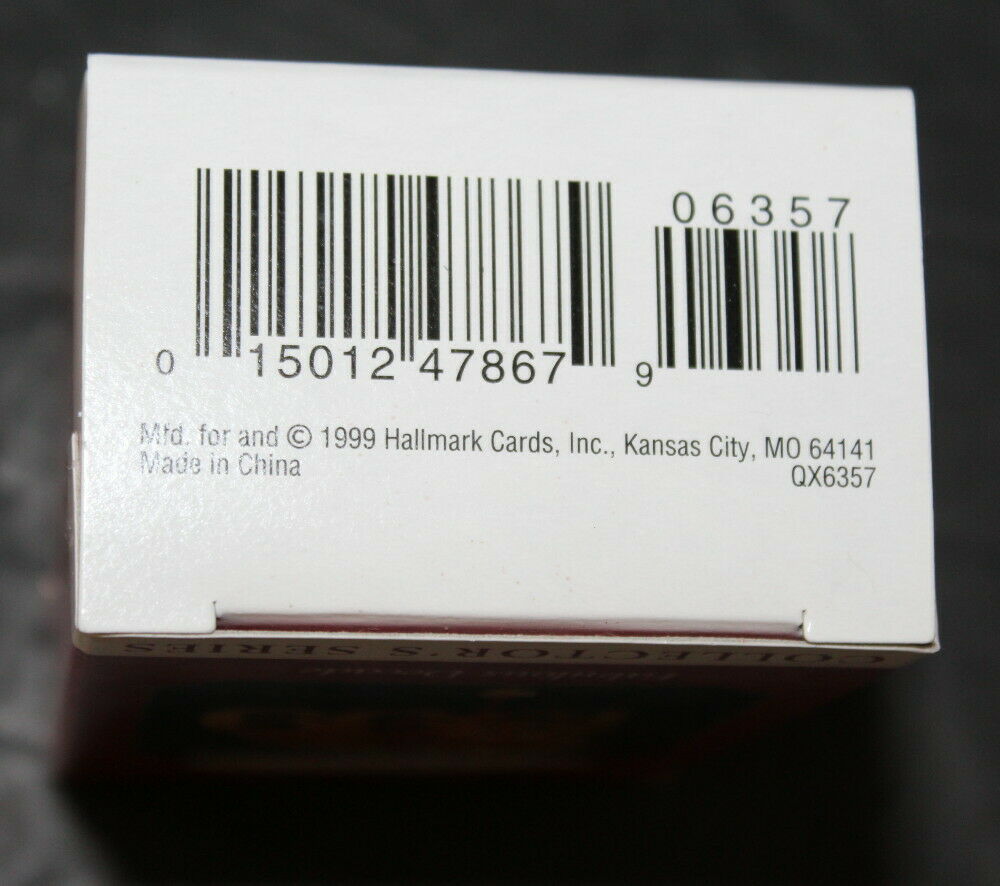 06357
0 15012 47867 9
Mfd. for and © 1999 Hallmark Cards, Inc., Kansas City, MO 64141
Made in China
QX6357
COLLECTOR'S SERIES